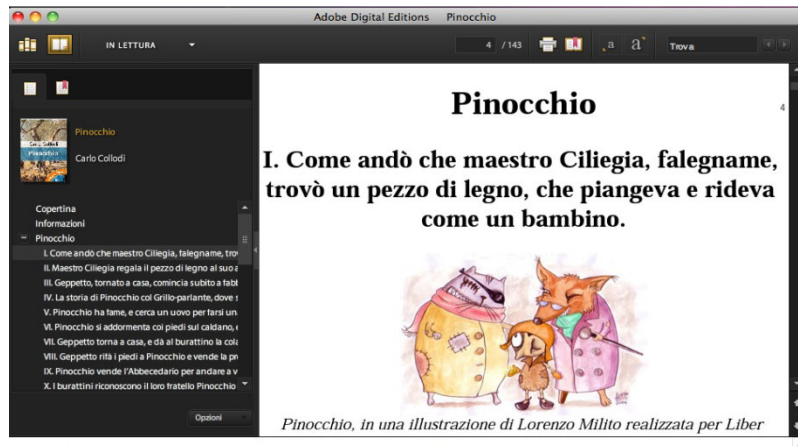 Adobe Digital Editions Pinocchio
IN LETTURA
4 / 143
a a
Trova
Pinocchio
Carlo Collodi
Carlo Collodi
Pinocchio
Copertina
Informazioni
Pinocchio
I. Come andò che maestro Ciliegia, falegname, tro
II. Maestro Ciliegia regala il pezzo di legno al suo a
III. Geppetto, tornato a casa, comincia subito a fabb
IV. La storia di Pinocchio col Grillo-parlante, dove s
V. Pinocchio ha fame, e cerca un uovo per farsi un
VI. Pinocchio si addormenta coi piedi sul caldano, e
VII. Geppetto torna a casa, e dà al burattino la cola
VIII. Geppetto rifà i piedi a Pinocchio e vende la pro
IX. Pinocchio vende l'Abbecedario per andare a v
X. I burattini riconoscono il loro fratello Pinocchio
Opzioni
Pinocchio
4
I. Come andò che maestro Ciliegia, falegname,
trovò un pezzo di legno, che piangeva e rideva
come un bambino.
Pinocchio, in una illustrazione di Lorenzo Milito realizzata per Liber